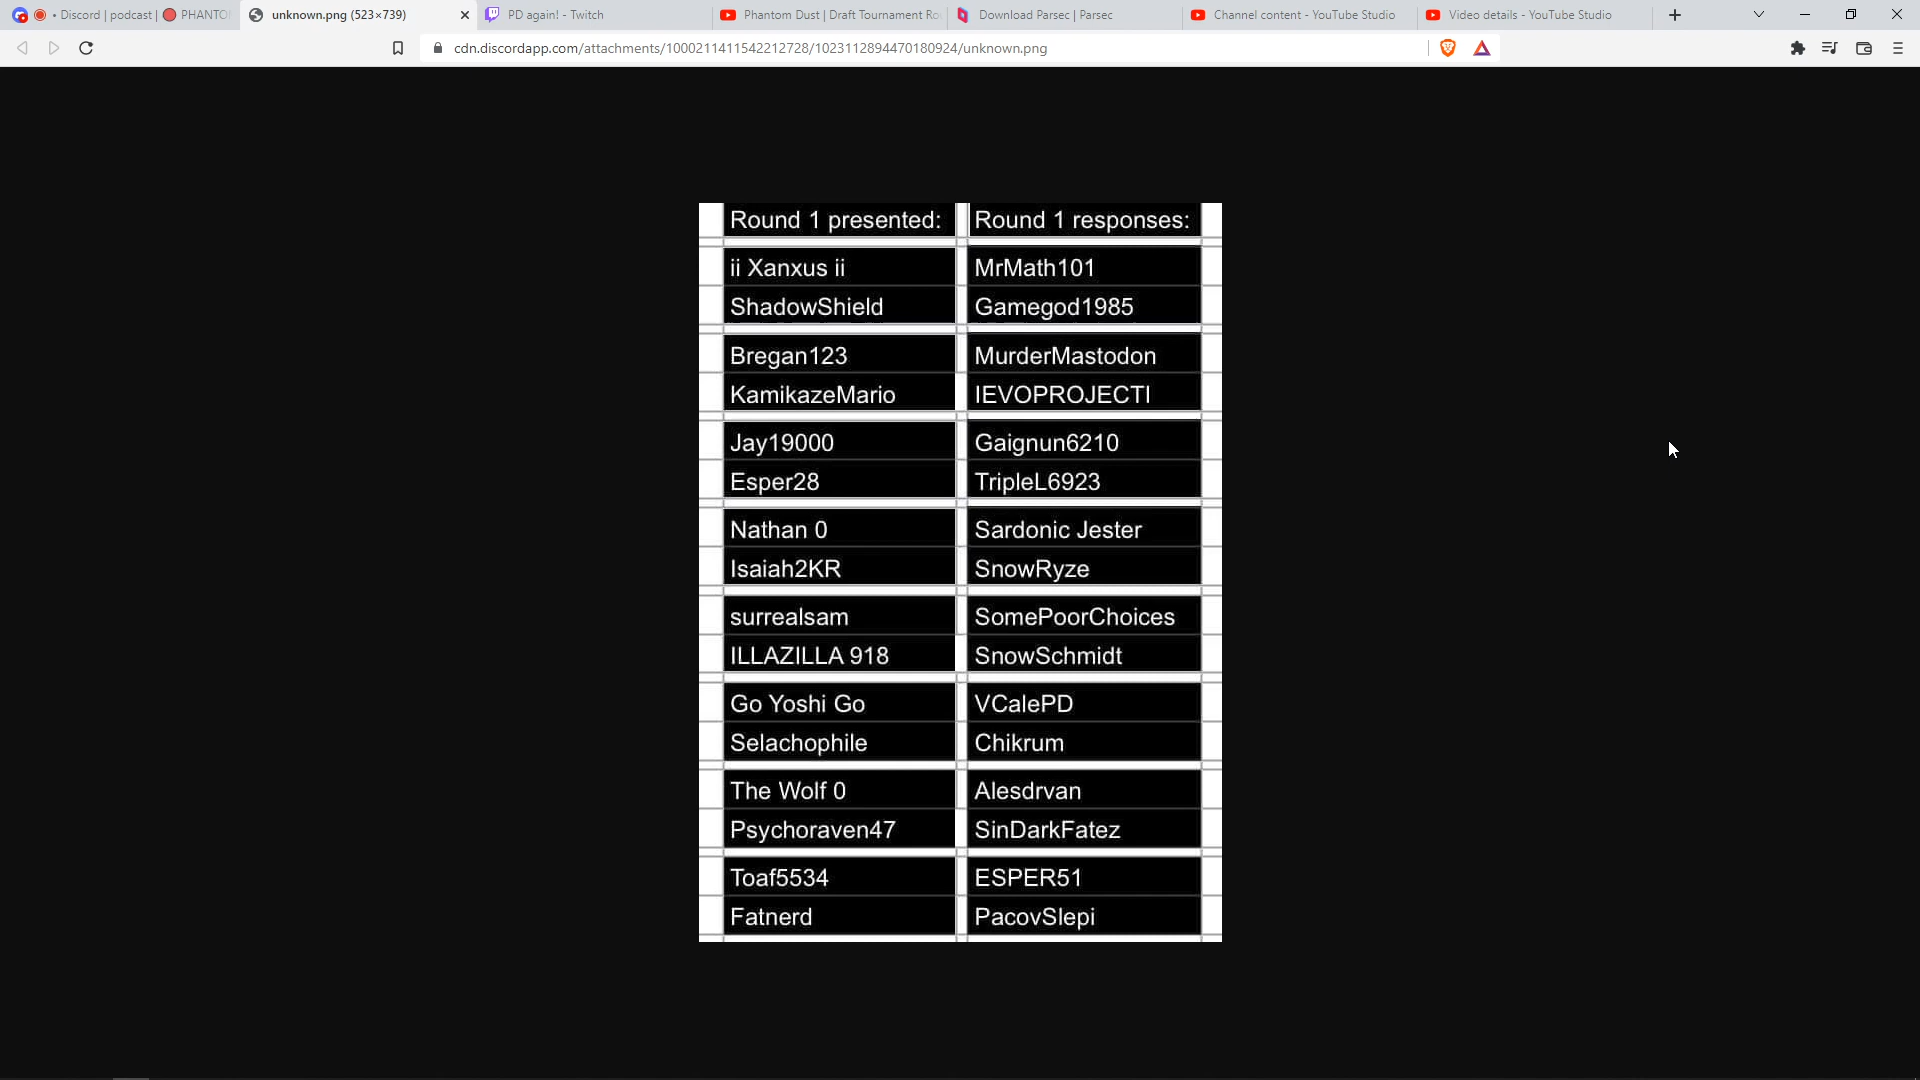 • Discord | podcast | PHANTO
unknown.png (523×739)
PD again! - Twitch
Phantom Dust | Draft Tournament Ro
Download Parsec | Parsec
Channel content - YouTube Studio
Video details - YouTube Studio
cdn.discordapp.com/attachments/1000211411542212728/1023112894470180924/unknown.png
Round 1 presented: Round 1 responses:
ii Xanxus ii MrMath101
ShadowShield Gamegod1985
Bregan123 MurderMastodon
KamikazeMario IEVOPROJECTI
Jay19000 Gaignun6210
Esper28 TripleL6923
Nathan 0 Sardonic Jester
Isaiah2KR SnowRyze
surrealsam SomePoorChoices
ILLAZILLA 918 SnowSchmidt
Go Yoshi Go VCalePD
Selachophile Chikrum
The Wolf 0 Alesdrvan
Psychoraven47 SinDarkFatez
Toaf5534 ESPER51
Fatnerd PacovSlepi